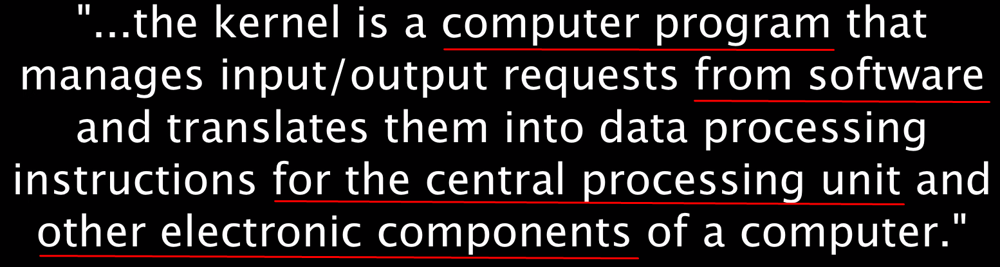 "...the kernel is a computer program that
manages input/output requests from software
and translates them into data processing
instructions for the central processing unit and
other electronic components of a computer."